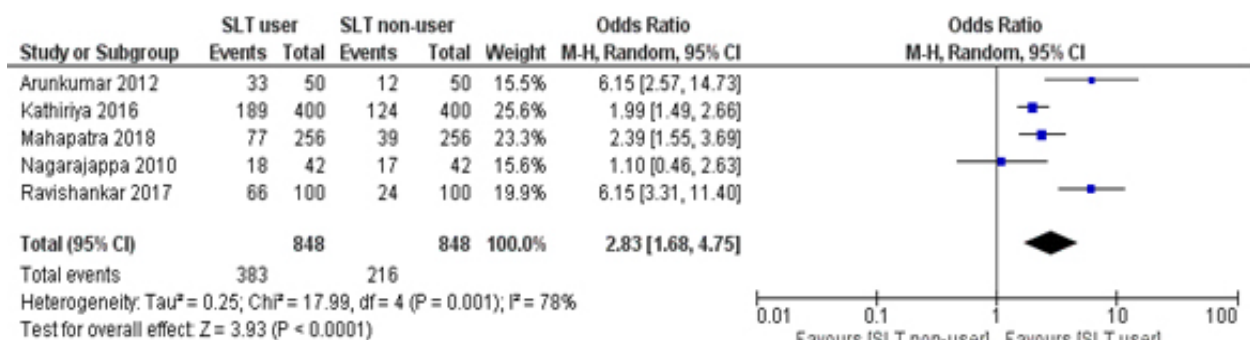 SLT user SLT non-user Odds Ratio Odds Ratio
Study or Subgroup Events Total Events Total Weight M-H, Random, 95% CI M-H, Random, 95% CI
Arunkumar 2012 33 50 12 50 15.5% 6.15 [2.57, 14.73]
Kathiriya 2016 189 400 124 400 25.6% 1.99 [1.49, 2.66]
Mahapatra 2018 77 256 39 256 23.3% 2.39 [1.55, 3.69]
Nagarajappa 2010 18 42 17 42 15.6% 1.10 [0.46, 2.63]
Ravishankar 2017 66 100 24 100 19.9% 6.15 [3.31, 11.40]
Total (95% CI) 848 848 100.0% 2.83 [1.68, 4.75]
Total events 383 216
Heterogeneity: Tau² = 0.25; Chi² = 17.99, df = 4 (P = 0.001); I² = 78%
Test for overall effect: Z = 3.93 (P < 0.0001)
0.01 0.1 1 10 100
Favours [SLT non-user] Favours [SLT user]